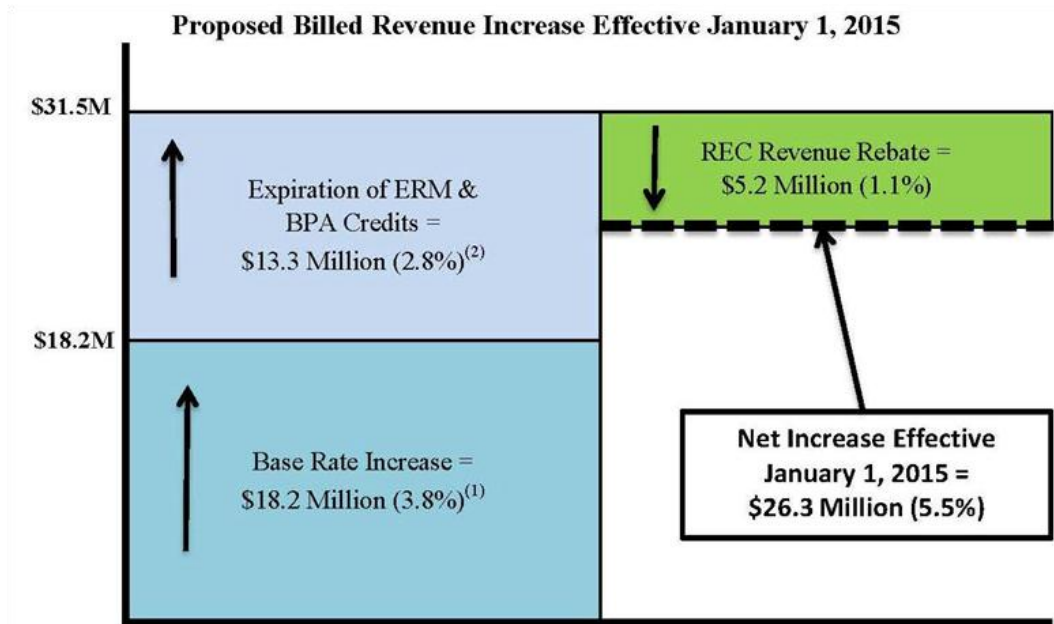 Proposed Billed Revenue Increase Effective January 1, 2015
$31.5M
Expiration of ERM &
BPA Credits =
$13.3 Million (2.8%)(2)
REC Revenue Rebate =
$5.2 Million (1.1%)
$18.2M
Base Rate Increase =
$18.2 Million (3.8%)(1)
Net Increase Effective
January 1, 2015 =
$26.3 Million (5.5%)